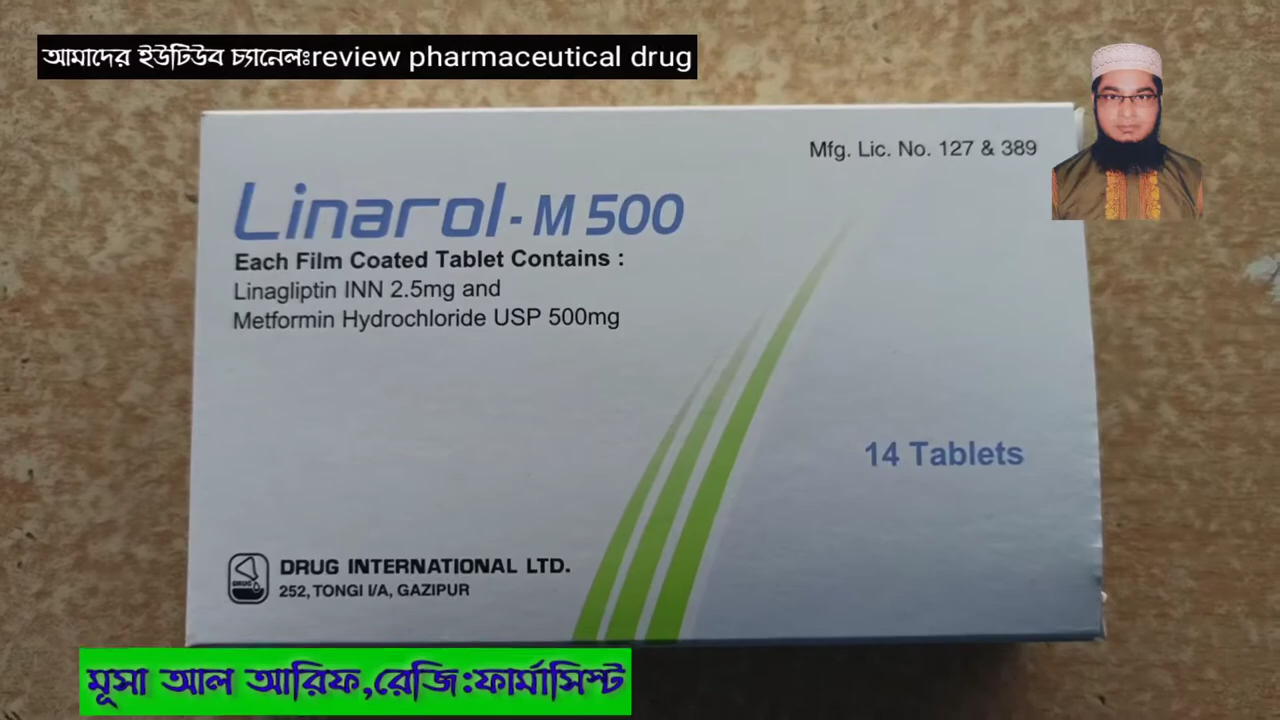 আমাদের ইউটিউব চ্যানেলঃreview pharmaceutical drug
Mfg. Lic. No. 127 & 389
Linarol - M 500
Each Film Coated Tablet Contains :
Linagliptin INN 2.5mg and
Metformin Hydrochloride USP 500mg
14 Tablets
DRUG
DRUG INTERNATIONAL LTD.
252, TONGI I/A, GAZIPUR
মূসা আল আরিফ,রেজি:ফার্মাসিস্ট